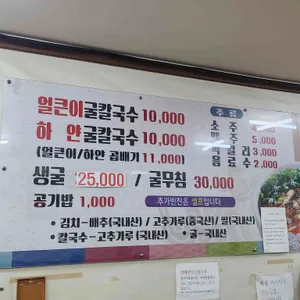 얼큰이굴칼국수 10,000
하 얀굴칼국수 10,000
(얼큰이/하얀 곱빼기 11,000)
생굴 25,000 / 굴무침 30,000
공기밥 1,000
추가반찬은 셀프입니다
• 김치-배추(국내산) / 고추가루(중국산) / 쌀(국내산)
• 칼국수-고추가루(국내산) • 굴-국내산
주 류
소 주
맥 주 5,000
막 걸 리 3,000
음 료 수 2,000